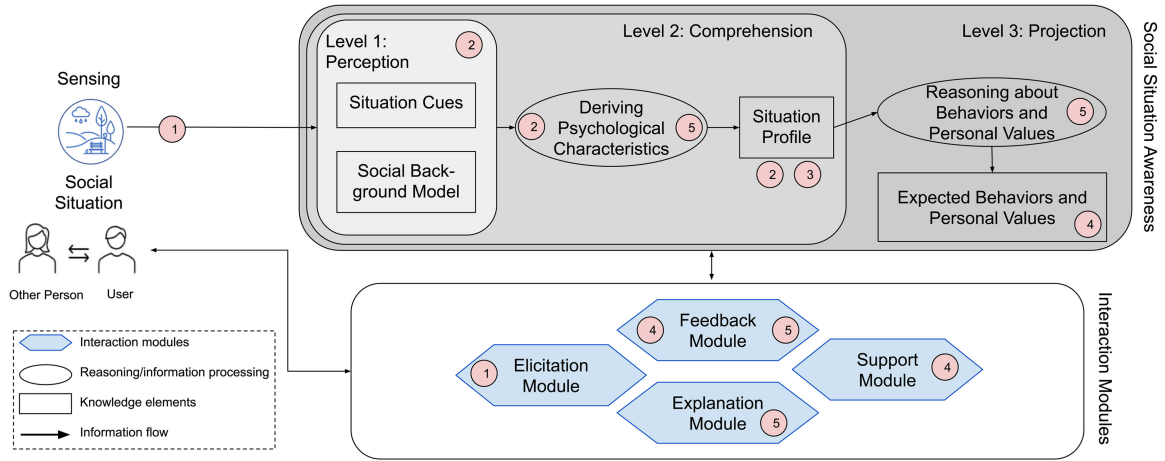 Sensing
1
Social
Situation
Other Person
User
Interaction modules
Reasoning/information processing
Knowledge elements
Information flow
Level 1:
Perception
2
Situation Cues
Social Back-
ground Model
Level 2: Comprehension
2
Deriving
Psychological
Characteristics
5
Situation
Profile
2
3
Level 3: Projection
Reasoning about
Behaviors and
Personal Values
5
Expected Behaviors and
Personal Values
4
Social Situation Awareness
Elicitation
Module
1
Feedback
Module
4
5
Explanation
Module
5
Support
Module
4
Interaction Modules